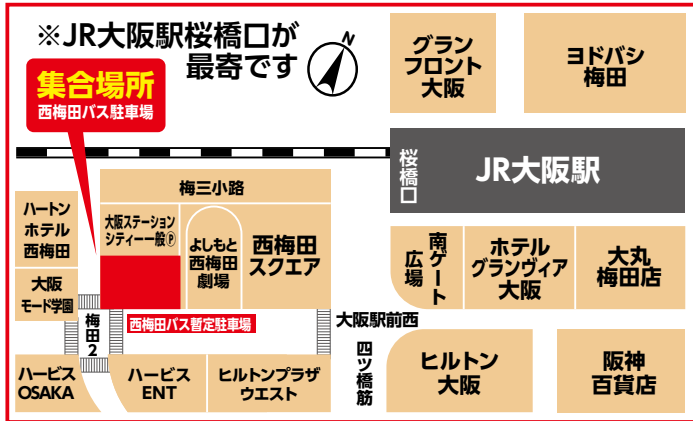 ※JR大阪駅桜橋口が
最寄です
N
集合場所
西梅田バス駐車場
グラン
フロント
大阪
ヨドバシ
梅田
桜橋口
JR大阪駅
梅三小路
ハートン
ホテル
西梅田
大阪ステーション
シティー一般Ⓟ
よしもと
西梅田
劇場
西梅田
スクエア
南ゲート
広場
ホテル
グランヴィア
大阪
大丸
梅田店
大阪
モード学園
梅田2
西梅田バス暫定駐車場
大阪駅前西
四ツ橋筋
ハービス
OSAKA
ハービス
ENT
ヒルトンプラザ
ウエスト
ヒルトン
大阪
阪神
百貨店